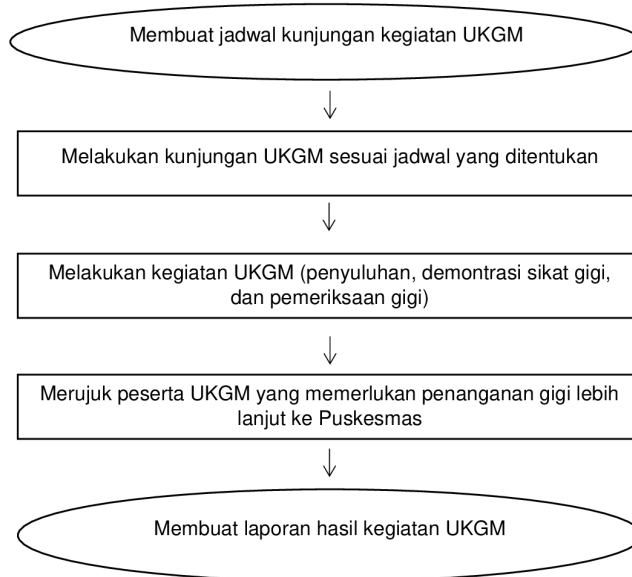 Membuat jadwal kunjungan kegiatan UKGM
Melakukan kunjungan UKGM sesuai jadwal yang ditentukan
Melakukan kegiatan UKGM (penyuluhan, demontrasi sikat gigi,
dan pemeriksaan gigi)
Merujuk peserta UKGM yang memerlukan penanganan gigi lebih
lanjut ke Puskesmas
Membuat laporan hasil kegiatan UKGM